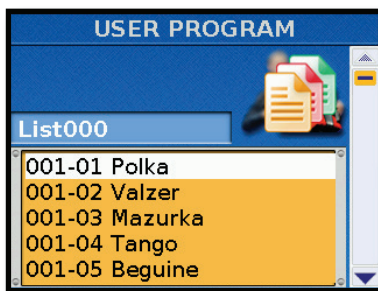 USER PROGRAM
List000
001-01 Polka
001-02 Valzer
001-03 Mazurka
001-04 Tango
001-05 Beguine